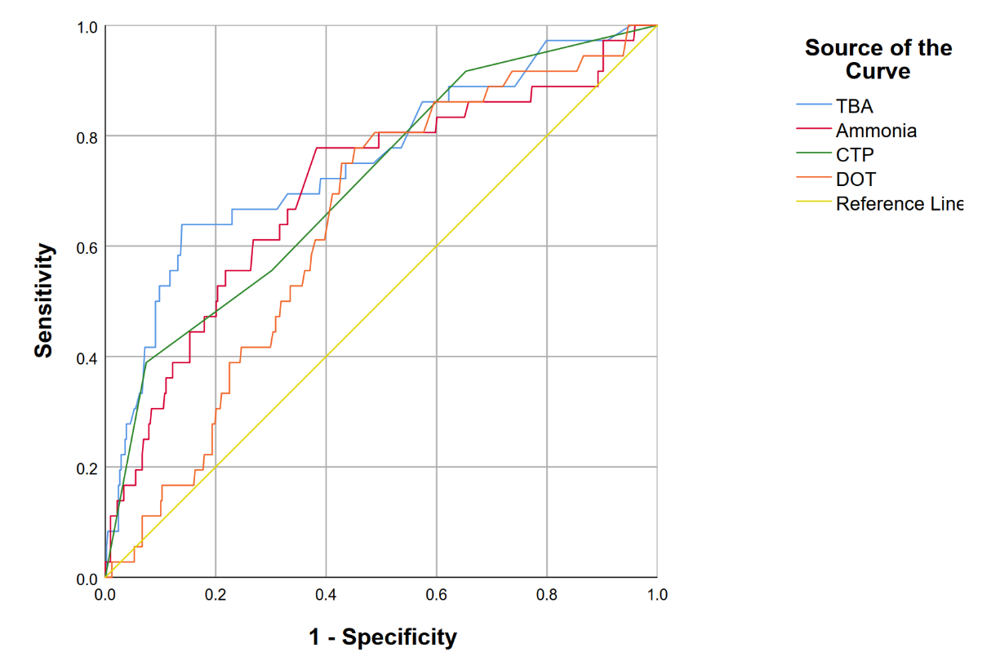 Source of the
Curve
TBA
Ammonia
CTP
DOT
Reference Line
Sensitivity
1.0
0.8
0.6
0.4
0.2
0.0
0.0 0.2 0.4 0.6 0.8 1.0
1 - Specificity